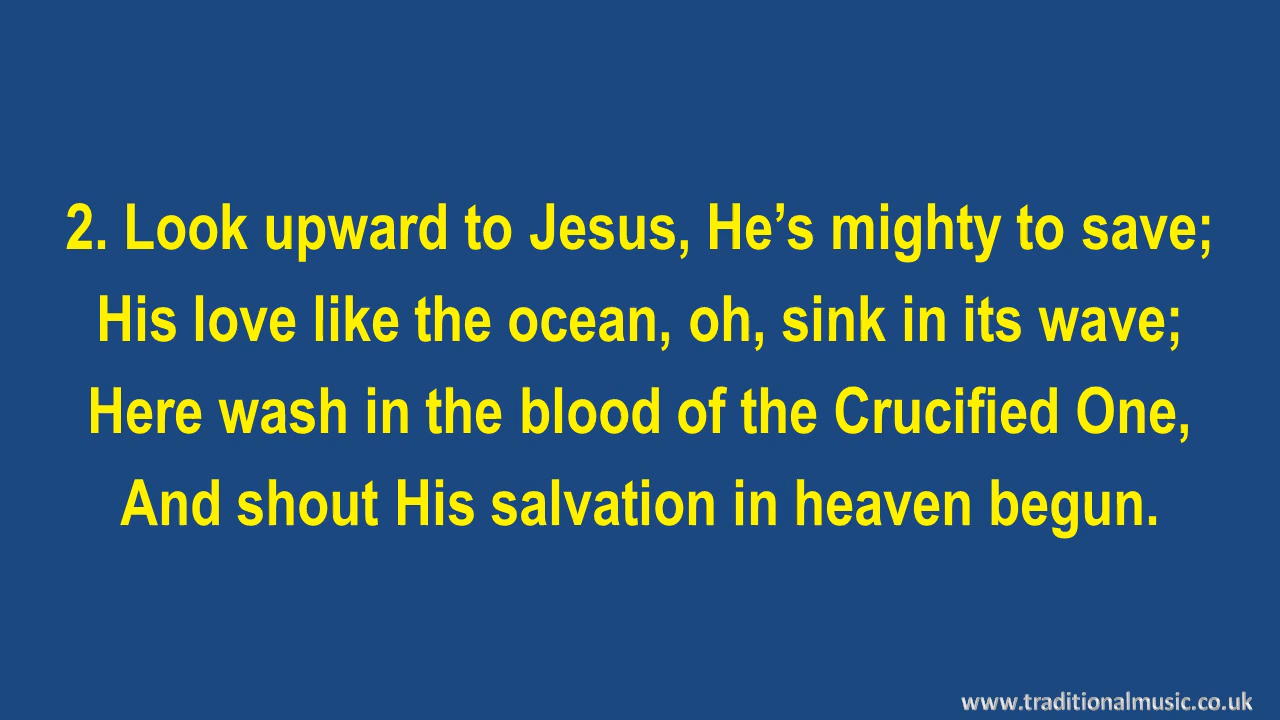 2. Look upward to Jesus, He’s mighty to save;
His love like the ocean, oh, sink in its wave;
Here wash in the blood of the Crucified One,
And shout His salvation in heaven begun.
www.traditionalmusic.co.uk